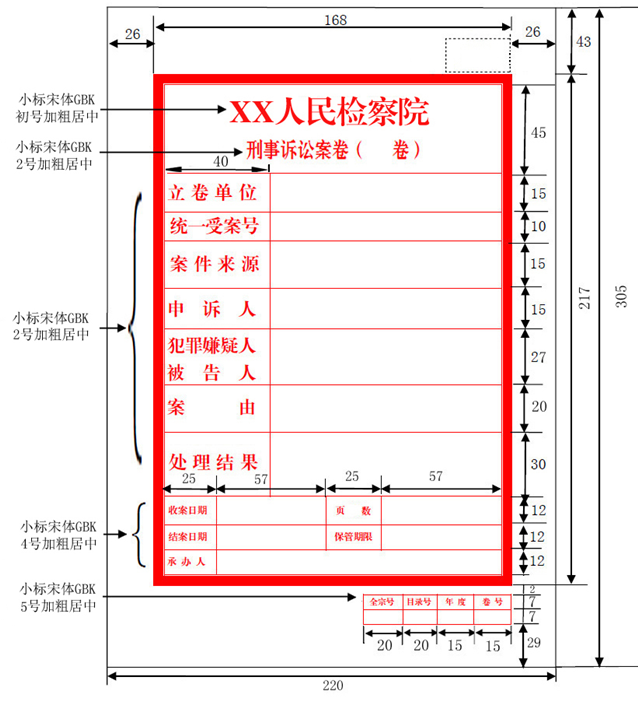 168
26
26
43
小标宋体GBK
初号加粗居中
XX人民检察院
45
小标宋体GBK
2号加粗居中
刑事诉讼案卷（ 卷）
40
立卷单位
15
统一受案号
10
案件来源
15
217
305
小标宋体GBK
2号加粗居中
申诉人
15
犯罪嫌疑人
被告人
27
案由
20
处理结果
30
25
57
25
57
收案日期
页数
12
小标宋体GBK
4号加粗居中
结案日期
保管期限
12
承办人
12
小标宋体GBK
5号加粗居中
2
全宗号
目录号
年度
卷号
7
7
20
20
15
15
29
220